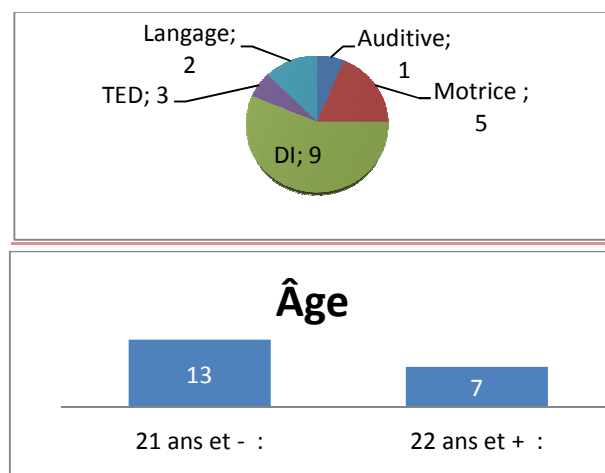 Langage;
2
Auditive;
1
TED; 3
Motrice ;
5
DI; 9
Âge
13
7
21 ans et - :
22 ans et + :